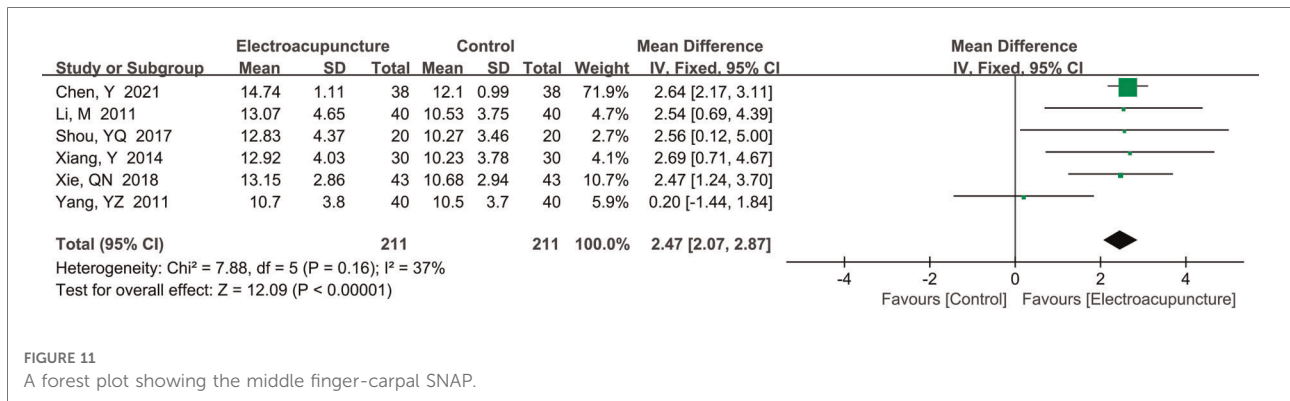 Electroacupuncture Control Mean Difference Mean Difference
Study or Subgroup Mean SD Total Mean SD Total Weight IV, Fixed, 95% CI IV, Fixed, 95% CI
Chen, Y 2021 14.74 1.11 38 12.1 0.99 38 71.9% 2.64 [2.17, 3.11]
Li, M 2011 13.07 4.65 40 10.53 3.75 40 4.7% 2.54 [0.69, 4.39]
Shou, YQ 2017 12.83 4.37 20 10.27 3.46 20 2.7% 2.56 [0.12, 5.00]
Xiang, Y 2014 12.92 4.03 30 10.23 3.78 30 4.1% 2.69 [0.71, 4.67]
Xie, QN 2018 13.15 2.86 43 10.68 2.94 43 10.7% 2.47 [1.24, 3.70]
Yang, YZ 2011 10.7 3.8 40 10.5 3.7 40 5.9% 0.20 [-1.44, 1.84]
Total (95% CI) 211 211 100.0% 2.47 [2.07, 2.87]
Heterogeneity: Chi² = 7.88, df = 5 (P = 0.16); I² = 37%
Test for overall effect: Z = 12.09 (P < 0.00001)
-4 -2 0 2 4
Favours [Control] Favours [Electroacupuncture]
FIGURE 11
A forest plot showing the middle finger-carpal SNAP.